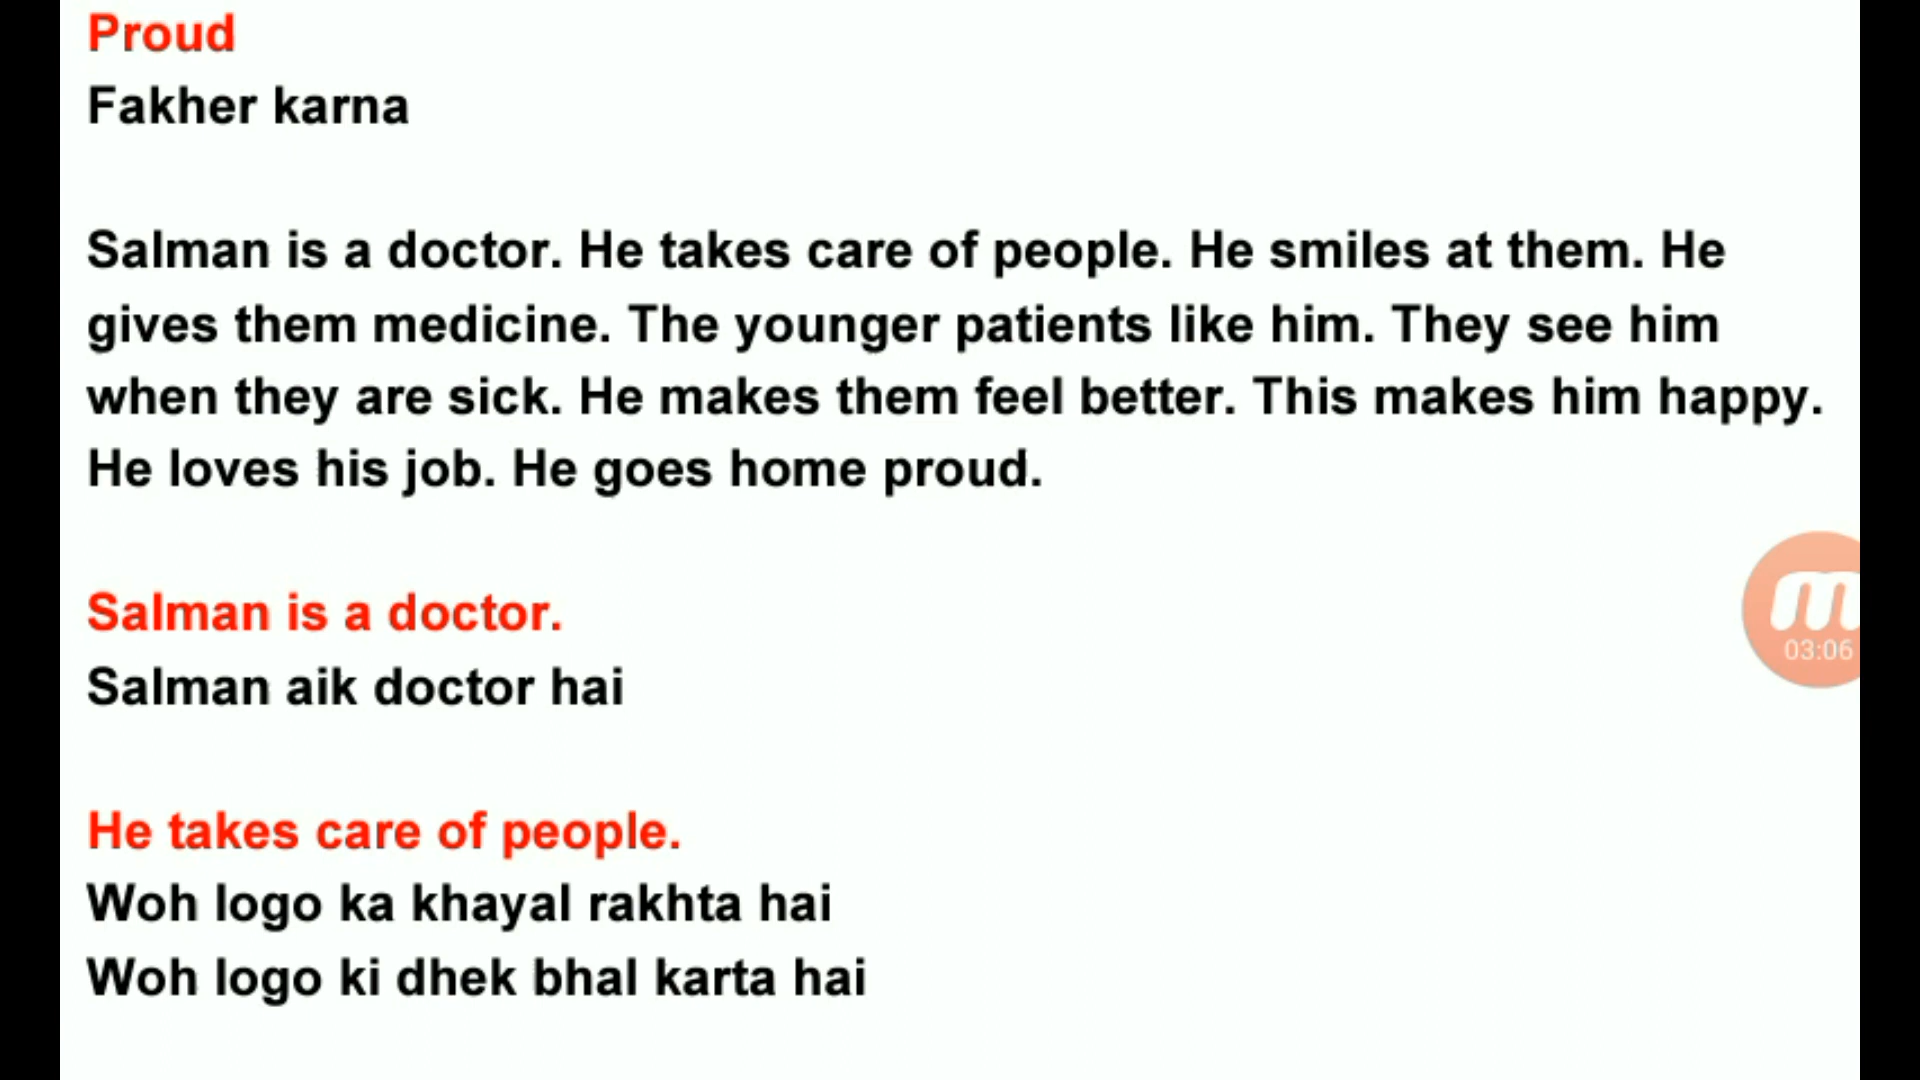 Proud
Fakher karna
Salman is a doctor. He takes care of people. He smiles at them. He
gives them medicine. The younger patients like him. They see him
when they are sick. He makes them feel better. This makes him happy.
He loves his job. He goes home proud.
Salman is a doctor.
m
03:06
Salman aik doctor hai
He takes care of people.
Woh logo ka khayal rakhta hai
Woh logo ki dhek bhal karta hai